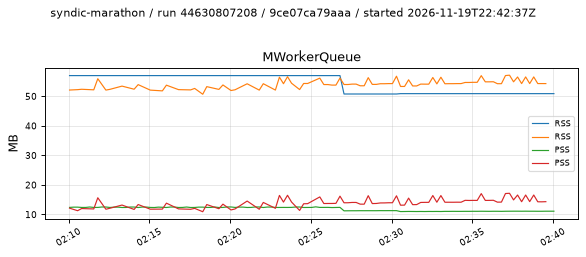 syndic-marathon / run 44630807208 / 9ce07ca79aaa / started 2026-11-19T22:42:37Z
MWorkerQueue
MB
50
40
30
20
10
RSS
RSS
PSS
PSS
02:10
02:15
02:20
02:25
02:30
02:35
02:40